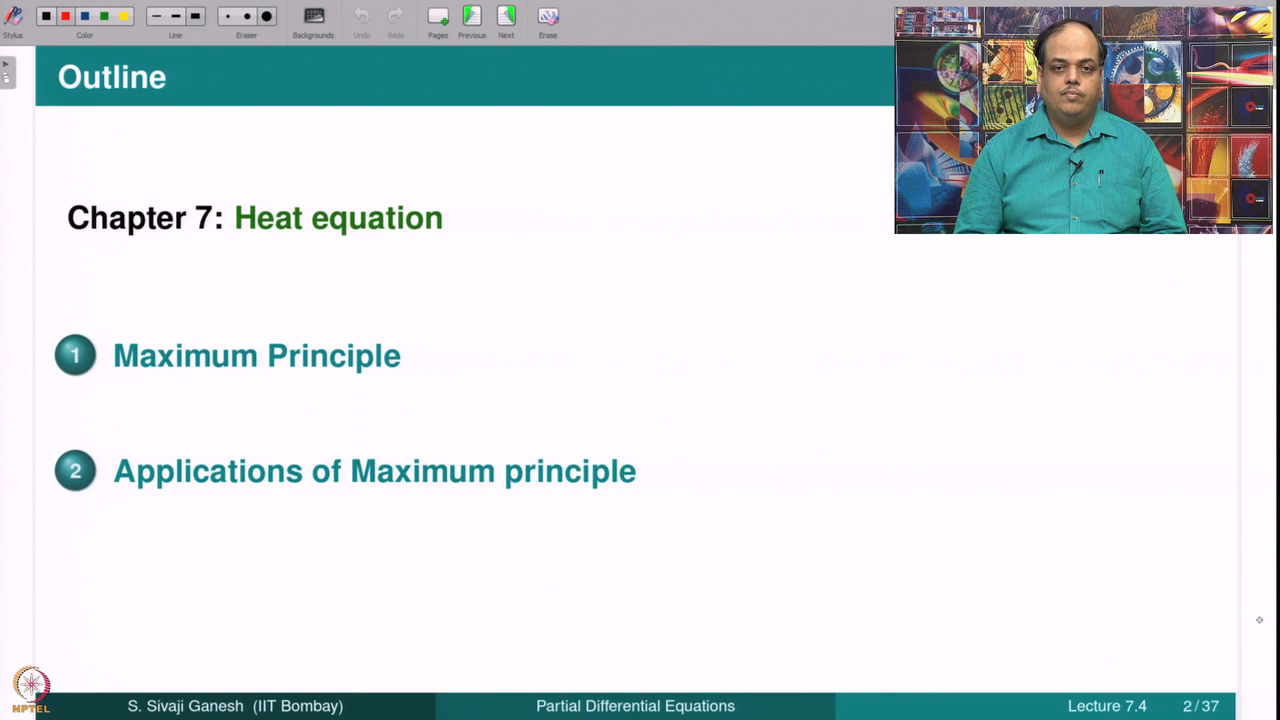 Stylus Color Line Eraser Backgrounds Undo Redo Pages Previous Next Erase
Outline
Chapter 7: Heat equation
1 Maximum Principle
2 Applications of Maximum principle
NPTEL
S. Sivaji Ganesh (IIT Bombay) Partial Differential Equations Lecture 7.4 2/37